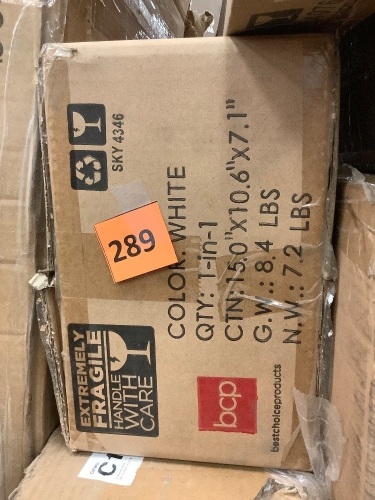 SKY 4346
289
COLOR: WHITE
QTY: 1-in-1
CTN:15.0"X10.6"X7.1"
G.W.: 8.4 LBS
N.W.: 7.2 LBS
EXTREMELY
FRAGILE
HANDLE
WITH
CARE
bcp
bestchoiceproducts